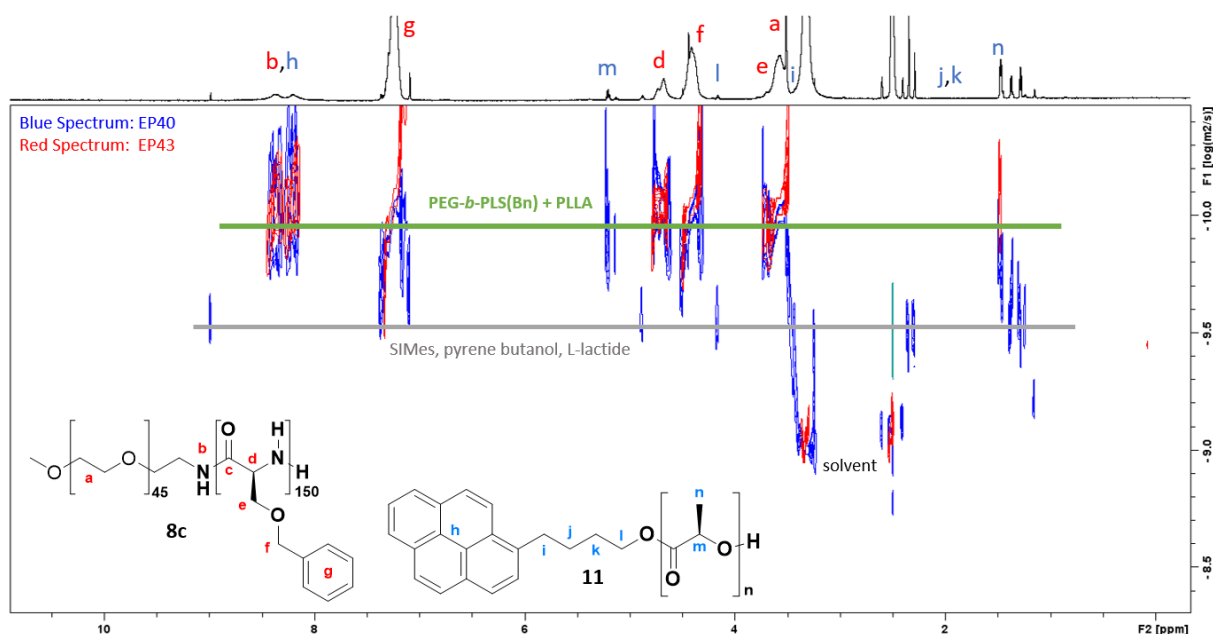 g
a
f
b,h
n
m
d
e
l
i
j,k
Blue Spectrum: EP40
Red Spectrum: EP43
F1 [log(m2/s)]
PEG-b-PLS(Bn) + PLLA
- 10.0
- 9.5
SIMes, pyrene butanol, L-lactide
- 9.0
solvent
- 8.5
O
O
O
a
45
b
N
H
O
c
d
H
N
H
150
e
O
f
g
8c
h
i
j
k
l
O
O
n
m
O
H
n
11
10
8
6
4
2
F2 [ppm]